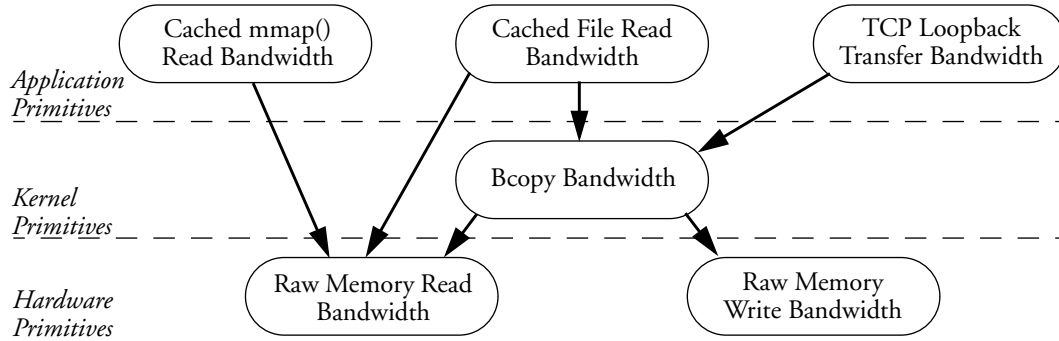 Cached mmap()
Read Bandwidth
Cached File Read
Bandwidth
TCP Loopback
Transfer Bandwidth
Application
Primitives
Bcopy Bandwidth
Kernel
Primitives
Raw Memory Read
Bandwidth
Raw Memory
Write Bandwidth
Hardware
Primitives